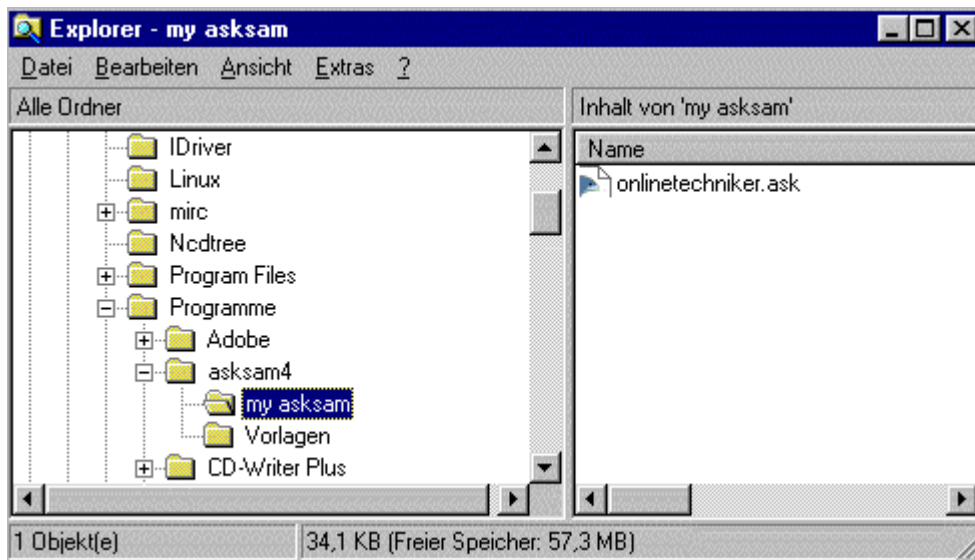 Explorer - my asksam
Datei Bearbeiten Ansicht Extras ?
Alle Ordner
Inhalt von 'my asksam'
IDriver
Linux
mirc
Ncdtree
Program Files
Programme
Adobe
asksam4
my asksam
Vorlagen
CD-Writer Plus
Name
onlinetechniker.ask
1 Objekt(e)
34,1 KB (Freier Speicher: 57,3 MB)